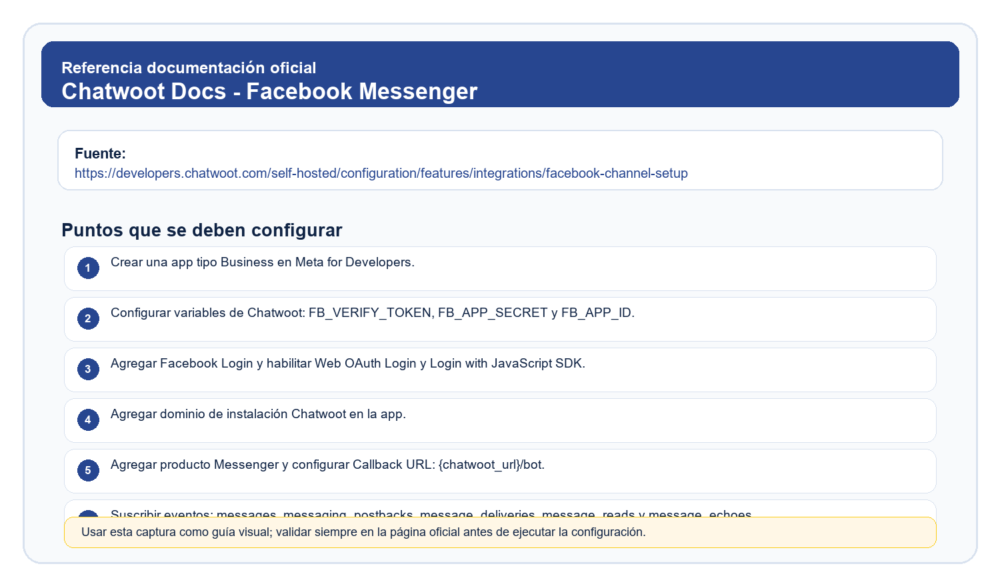 Referencia documentación oficial
Chatwoot Docs - Facebook Messenger
Fuente:
https://developers.chatwoot.com/self-hosted/configuration/features/integrations/facebook-channel-setup
Puntos que se deben configurar
1 Crear una app tipo Business en Meta for Developers.
2 Configurar variables de Chatwoot: FB_VERIFY_TOKEN, FB_APP_SECRET y FB_APP_ID.
3 Agregar Facebook Login y habilitar Web OAuth Login y Login with JavaScript SDK.
4 Agregar dominio de instalación Chatwoot en la app.
5 Agregar producto Messenger y configurar Callback URL: {chatwoot_url}/bot.
Suscribir eventos: messages, messaging_postbacks, message_deliveries, message_reads y message_echoes.
Usar esta captura como guía visual; validar siempre en la página oficial antes de ejecutar la configuración.